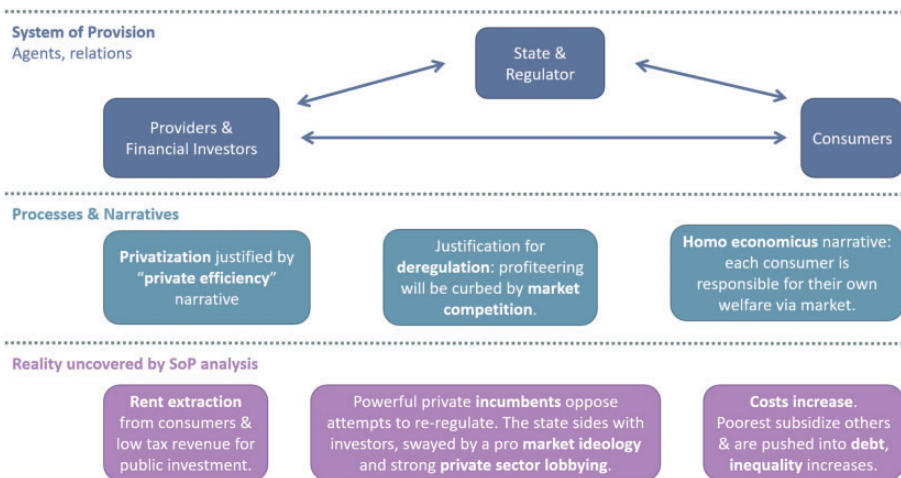 System of Provision
Agents, relations
State &
Regulator
Providers &
Financial Investors
Consumers
Processes & Narratives
Privatization justified by
“private efficiency”
narrative
Justification for
deregulation: profiteering
will be curbed by market
competition.
Homo economicus narrative:
each consumer is
responsible for their own
welfare via market.
Reality uncovered by SoP analysis
Rent extraction
from consumers &
low tax revenue for
public investment.
Powerful private incumbents oppose
attempts to re-regulate. The state sides with
investors, swayed by a pro market ideology
and strong private sector lobbying.
Costs increase.
Poorest subsidize others
& are pushed into debt,
inequality increases.